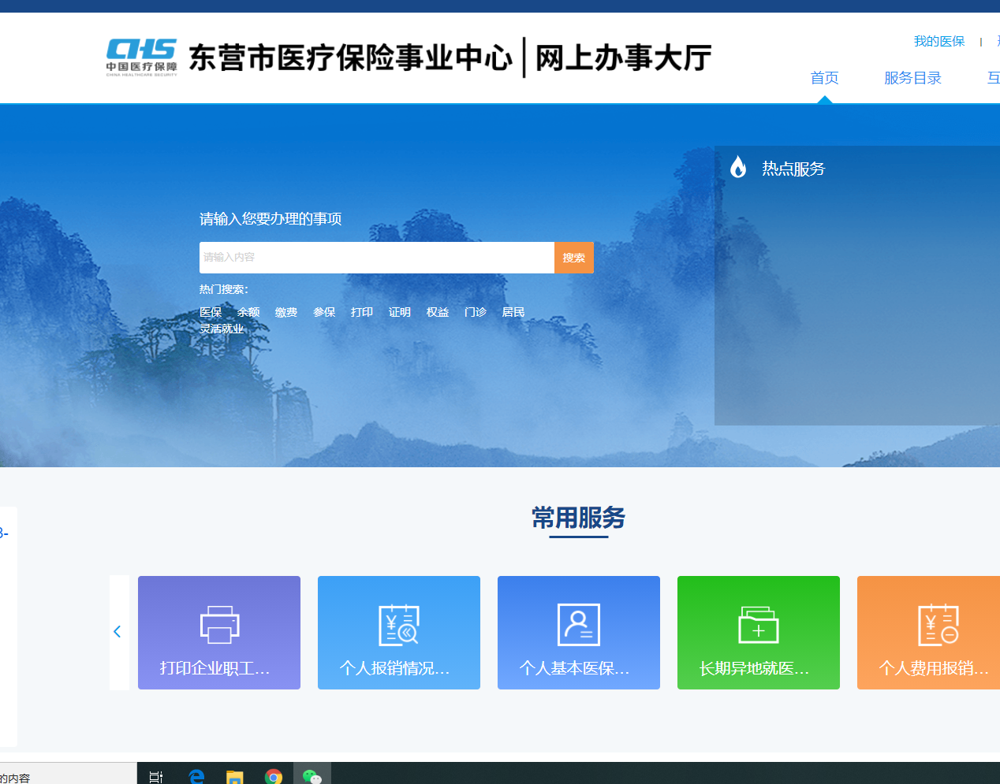 CHS
中国医疗保障
CHINA HEALTHCARE SECURITY
东营市医疗保险事业中心|网上办事大厅
我的医保 |
首页 服务目录 互
热点服务
请输入您要办理的事项
请输入内容 搜索
热门搜索:
医保 余额 缴费 参保 打印 证明 权益 门诊 居民
灵活就业
常用服务
3-
打印企业职工... 个人报销情况... 个人基本医保... 长期异地就医... 个人费用报销...
的内容